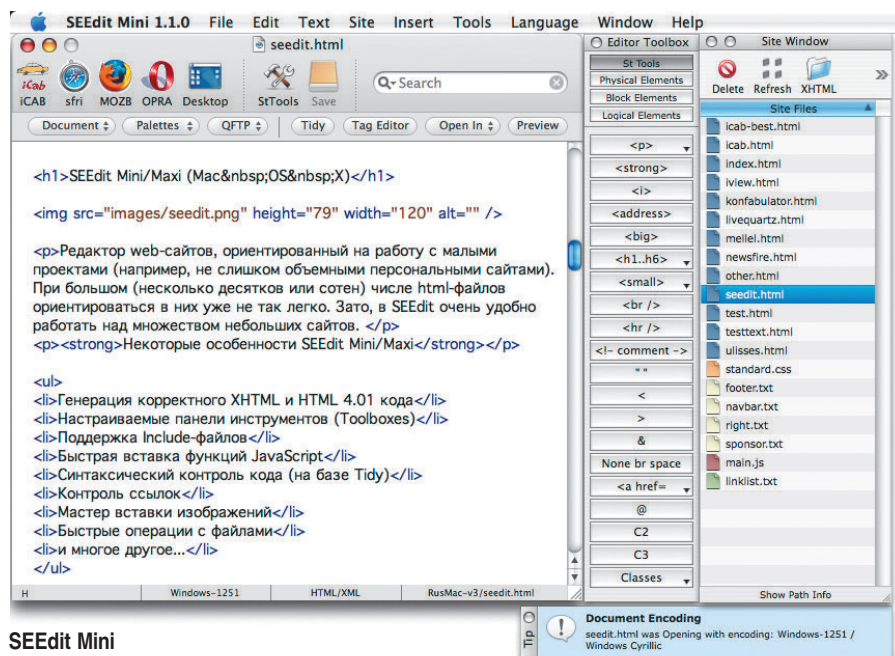 SEEdit Mini 1.1.0 File Edit Text Site Insert Tools Language Window Help
seedit.html
iCab
iCAB sfri MOZB OPRA Desktop StTools Save
Search
Document Palettes QFTP Tidy Tag Editor Open In Preview
<h1>SEEdit Mini/Maxi (Mac&nbsp;OS&nbsp;X)</h1>
<img src="images/seedit.png" height="79" width="120" alt="" />
<p>Редактор web-сайтов, ориентированный на работу с малыми
проектами (например, не слишком объемными персональными сайтами).
При большом (несколько десятков или сотен) числе html-файлов
ориентироваться в них уже не так легко. Зато, в SEEdit очень удобно
работать над множеством небольших сайтов. </p>
<p><strong>Некоторые особенности SEEdit Mini/Maxi</strong></p>
<ul>
<li>Генерация корректного XHTML и HTML 4.01 кода</li>
<li>Настраиваемые панели инструментов (Toolboxes)</li>
<li>Поддержка Include-файлов</li>
<li>Быстрая вставка функций JavaScript</li>
<li>Синтаксический контроль кода (на базе Tidy)</li>
<li>Контроль ссылок</li>
<li>Мастер вставки изображений</li>
<li>Быстрые операции с файлами</li>
<li>и многое другое...</li>
</ul>
H Windows-1251 HTML/XML RusMac-v3/seedit.html
Editor Toolbox
St Tools
Physical Elements
Block Elements
Logical Elements
<p>
<strong>
<i>
<address>
<big>
<h1..h6>
<small>
<br />
<hr />
<!- comment ->
" "
<
>
&
None br space
<a href=
@
C2
C3
Classes
Site Window
Delete Refresh XHTML
Site Files
icab-best.html
icab.html
index.html
iview.html
konfabulator.html
livequartz.html
mellel.html
newsfire.html
other.html
seedit.html
test.html
testtext.html
ulisses.html
standard.css
footer.txt
navbar.txt
right.txt
sponsor.txt
main.js
linklist.txt
Show Path Info
Tip
Document Encoding
seedit.html was Opening with encoding: Windows-1251 /
Windows Cyrillic
SEEdit Mini